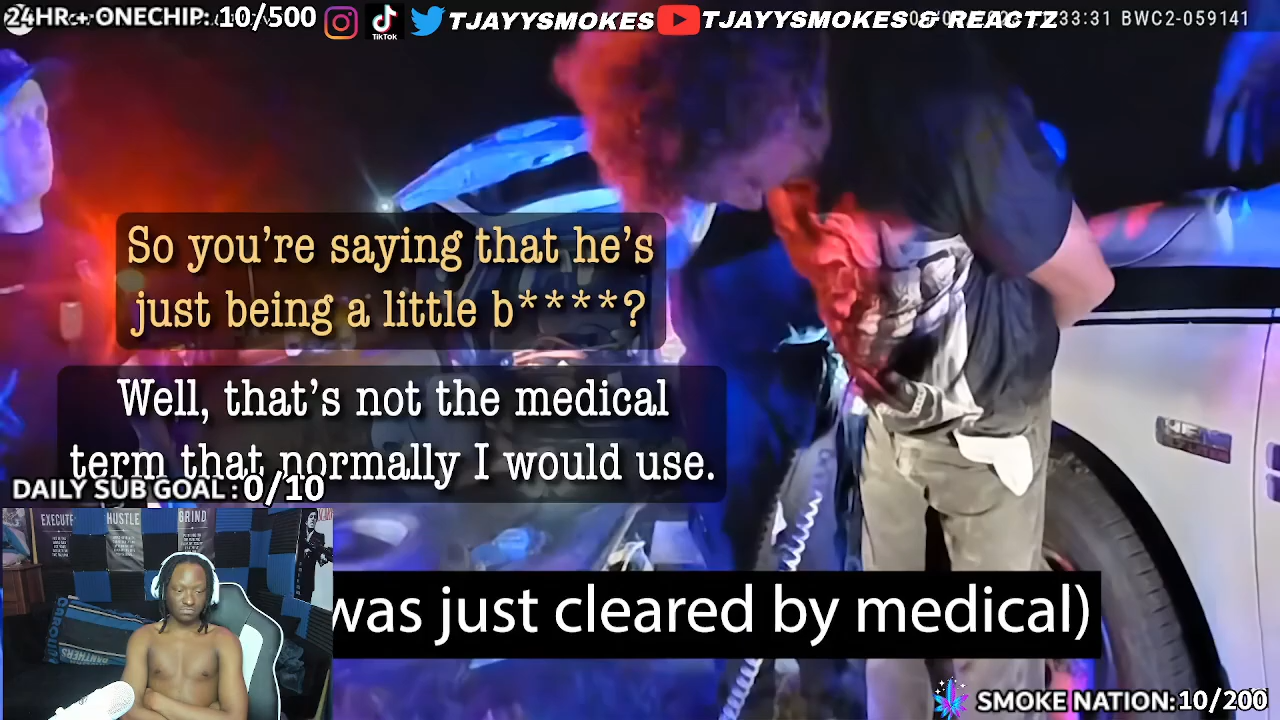 24HR+ ONECHIP: 10/500
TikTok
TJAYYSMOKES
TJAYYSMOKES & REACTZ
33:31 BWC2-059141
So you're saying that he's
just being a little b****?
Well, that's not the medical
term that normally I would use.
DAILY SUB GOAL : 0/10
EXECUTE
HUSTLE
GRIND
PANTHERS
was just cleared by medical)
SMOKE NATION: 10/200